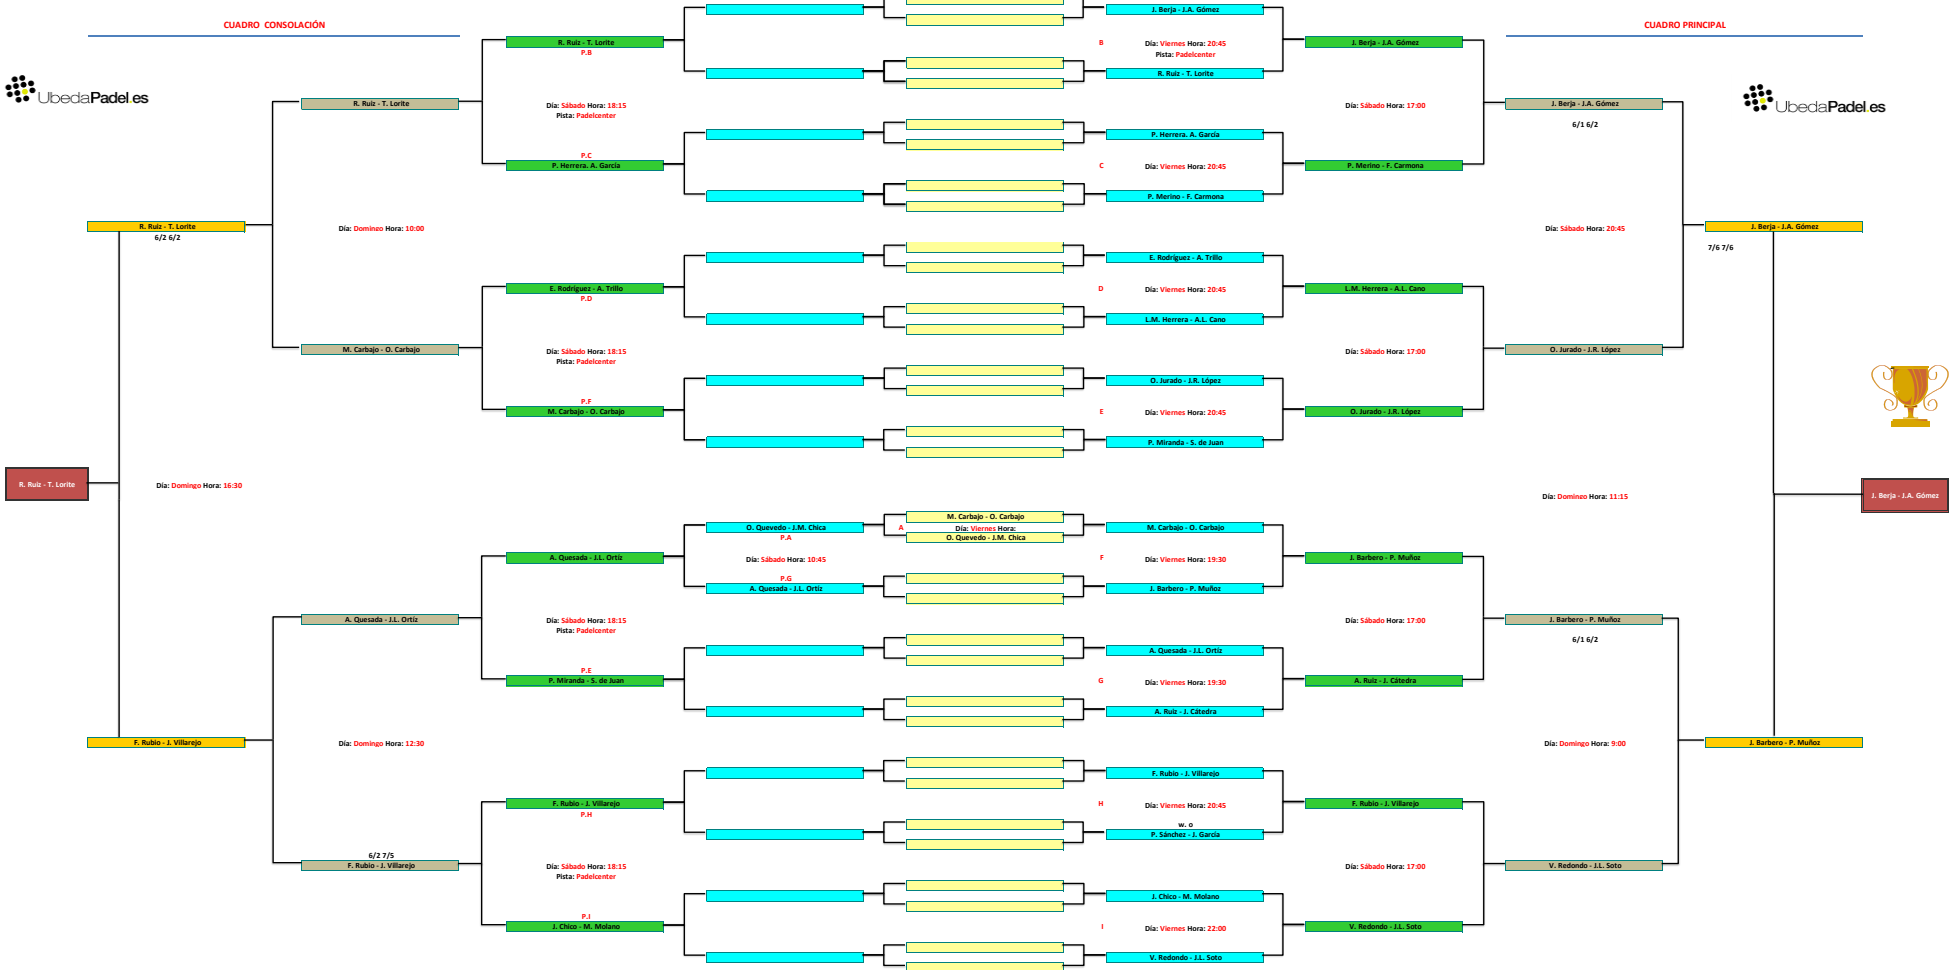 CUADRO CONSOLACIÓN
CUADRO PRINCIPAL
UbedaPadel.es
UbedaPadel.es
R. Ruiz - T. Lorite
P.B
Día: Sábado Hora: 18:15
Pista: Padelcenter
P.C
P. Herrera. A. García
R. Ruiz - T. Lorite
R. Ruiz - T. Lorite
6/2 6/2
Día: Domingo Hora: 10:00
E. Rodríguez - A. Trillo
P.D
Día: Sábado Hora: 18:15
Pista: Padelcenter
M. Carbajo - O. Carbajo
P.F
M. Carbajo - O. Carbajo
R. Ruiz - T. Lorite
Día: Domingo Hora: 16:30
O. Quevedo - J.M. Chica
P.A
Día: Sábado Hora: 10:45
P.G
A. Quesada - J.L. Ortíz
A. Quesada - J.L. Ortíz
A. Quesada - J.L. Ortíz
Día: Sábado Hora: 18:15
Pista: Padelcenter
P.E
P. Miranda - S. de Juan
F. Rubio - J. Villarejo
Día: Domingo Hora: 12:30
F. Rubio - J. Villarejo
P.H
6/2 7/5
F. Rubio - J. Villarejo
Día: Sábado Hora: 18:15
Pista: Padelcenter
P.I
J. Chico - M. Molano
J. Berja - J.A. Gómez
B
Día: Viernes Hora: 20:45
Pista: Padelcenter
R. Ruiz - T. Lorite
P. Herrera. A. García
C
Día: Viernes Hora: 20:45
P. Merino - F. Carmona
E. Rodríguez - A. Trillo
D
Día: Viernes Hora: 20:45
L.M. Herrera - A.L. Cano
O. Jurado - J.R. López
E
Día: Viernes Hora: 20:45
P. Miranda - S. de Juan
M. Carbajo - O. Carbajo
A
Día: Viernes Hora:
O. Quevedo - J.M. Chica
M. Carbajo - O. Carbajo
F
Día: Viernes Hora: 19:30
J. Barbero - P. Muñoz
A. Quesada - J.L. Ortíz
G
Día: Viernes Hora: 19:30
A. Ruiz - J. Cátedra
F. Rubio - J. Villarejo
H
Día: Viernes Hora: 20:45
w. o
P. Sánchez - J. García
J. Chico - M. Molano
I
Día: Viernes Hora: 22:00
V. Redondo - J.L. Soto
J. Berja - J.A. Gómez
Día: Sábado Hora: 17:00
P. Merino - F. Carmona
J. Berja - J.A. Gómez
6/1 6/2
L.M. Herrera - A.L. Cano
Día: Sábado Hora: 17:00
O. Jurado - J.R. López
O. Jurado - J.R. López
Día: Sábado Hora: 20:45
J. Berja - J.A. Gómez
7/6 7/6
J. Barbero - P. Muñoz
Día: Sábado Hora: 17:00
A. Ruiz - J. Cátedra
J. Barbero - P. Muñoz
6/1 6/2
F. Rubio - J. Villarejo
Día: Sábado Hora: 17:00
V. Redondo - J.L. Soto
V. Redondo - J.L. Soto
Día: Domingo Hora: 9:00
J. Barbero - P. Muñoz
Día: Domingo Hora: 11:15
J. Berja - J.A. Gómez